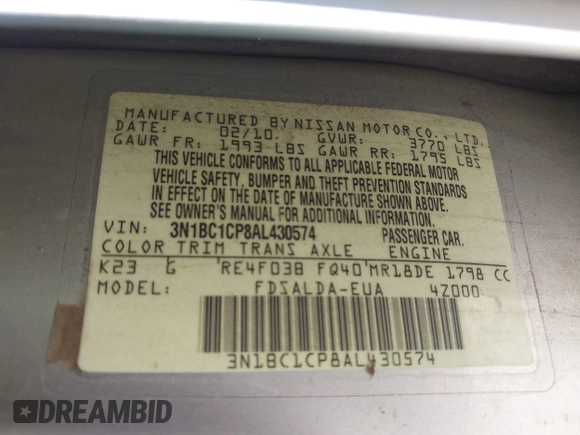 MANUFACTURED BY NISSAN MOTOR CO., LTD.
DATE: 02/10. GVWR: 3770 LBS
GAWR FR: 1993 LBS GAWR RR: 1795 LBS
THIS VEHICLE CONFORMS TO ALL APPLICABLE FEDERAL MOTOR
VEHICLE SAFETY, BUMPER AND THEFT PREVENTION STANDARDS
IN EFFECT ON THE DATE OF MANUFACTURE SHOWN ABOVE.
SEE OWNER'S MANUAL FOR ADDITIONAL INFORMATION.
VIN: 3N1BC1CP8AL430574 PASSENGER CAR.
COLOR TRIM TRANS AXLE ENGINE
K23 G RE4F03B FQ40 MR18DE 1798 CC
MODEL: FDSALDA-EUA 4Z000
3N1BC1CP8AL430574
DREAMBID